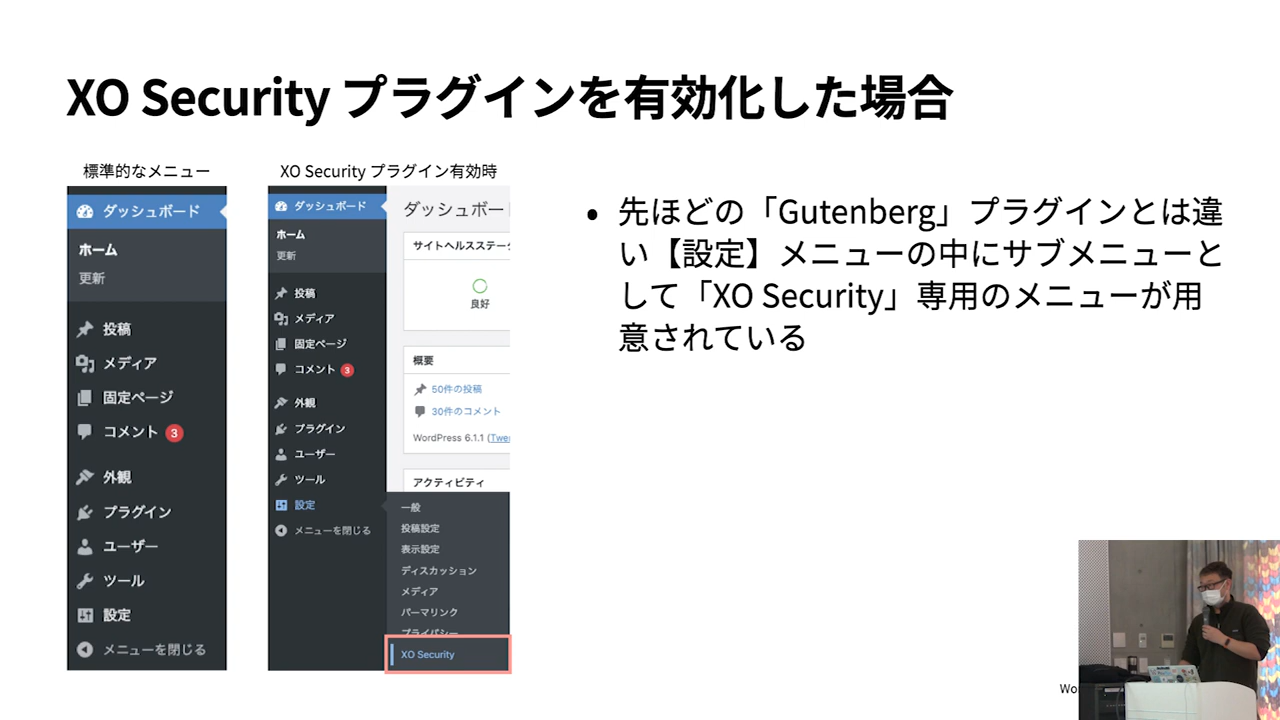 XO Security プラグインを有効化した場合
標準的なメニュー
ダッシュボード
ホーム
更新
投稿
メディア
固定ページ
コメント 3
外観
プラグイン
ユーザー
ツール
設定
メニューを閉じる
XO Security プラグイン有効時
ダッシュボード
ホーム
更新
投稿
メディア
固定ページ
コメント 3
外観
プラグイン
ユーザー
ツール
設定
メニューを閉じる
ダッシュボー
サイトヘルスステー
良好
概要
50件の投稿
30件のコメント
WordPress 6.1.1 (Twe
アクティビティ
一般
投稿設定
表示設定
ディスカッション
メディア
パーマリンク
プライバシー
XO Security
• 先ほどの「Gutenberg」プラグインとは違
い【設定】メニューの中にサブメニューと
して「XO Security」専用のメニューが用
意されている
Wo